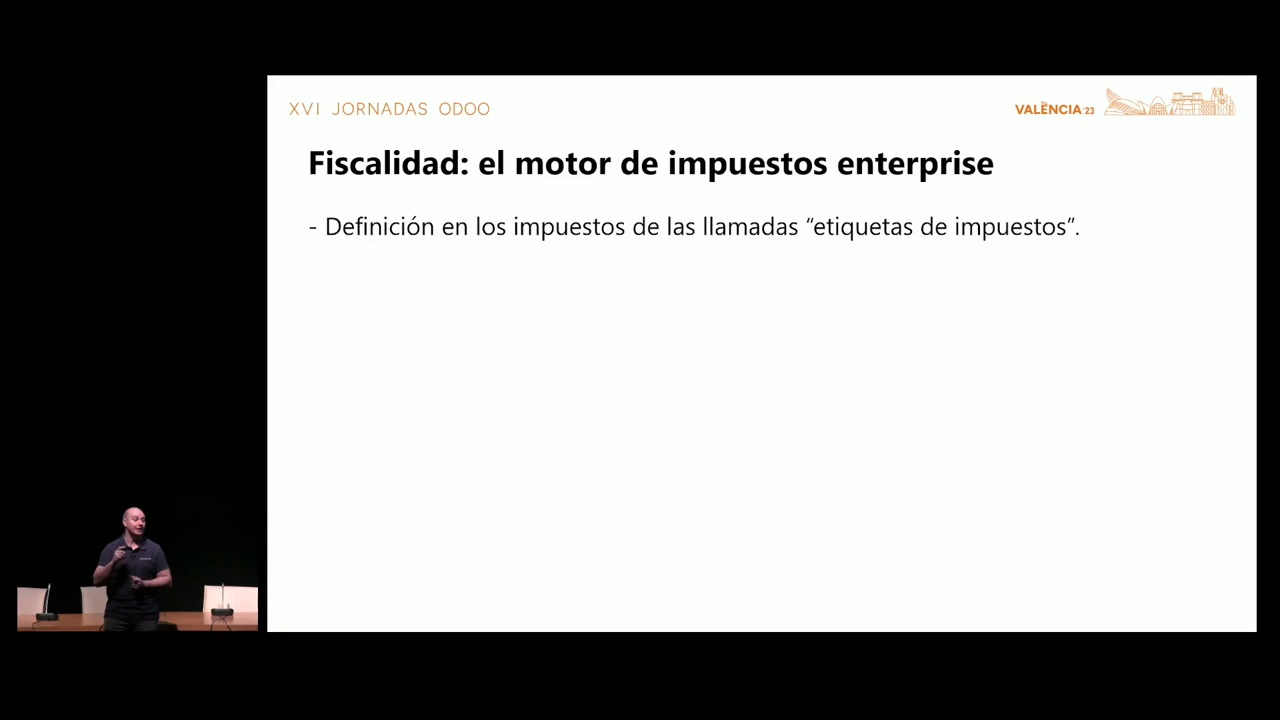 XVI JORNADAS ODOO
VALÈNCIA '23
Fiscalidad: el motor de impuestos enterprise
- Definición en los impuestos de las llamadas “etiquetas de impuestos”.